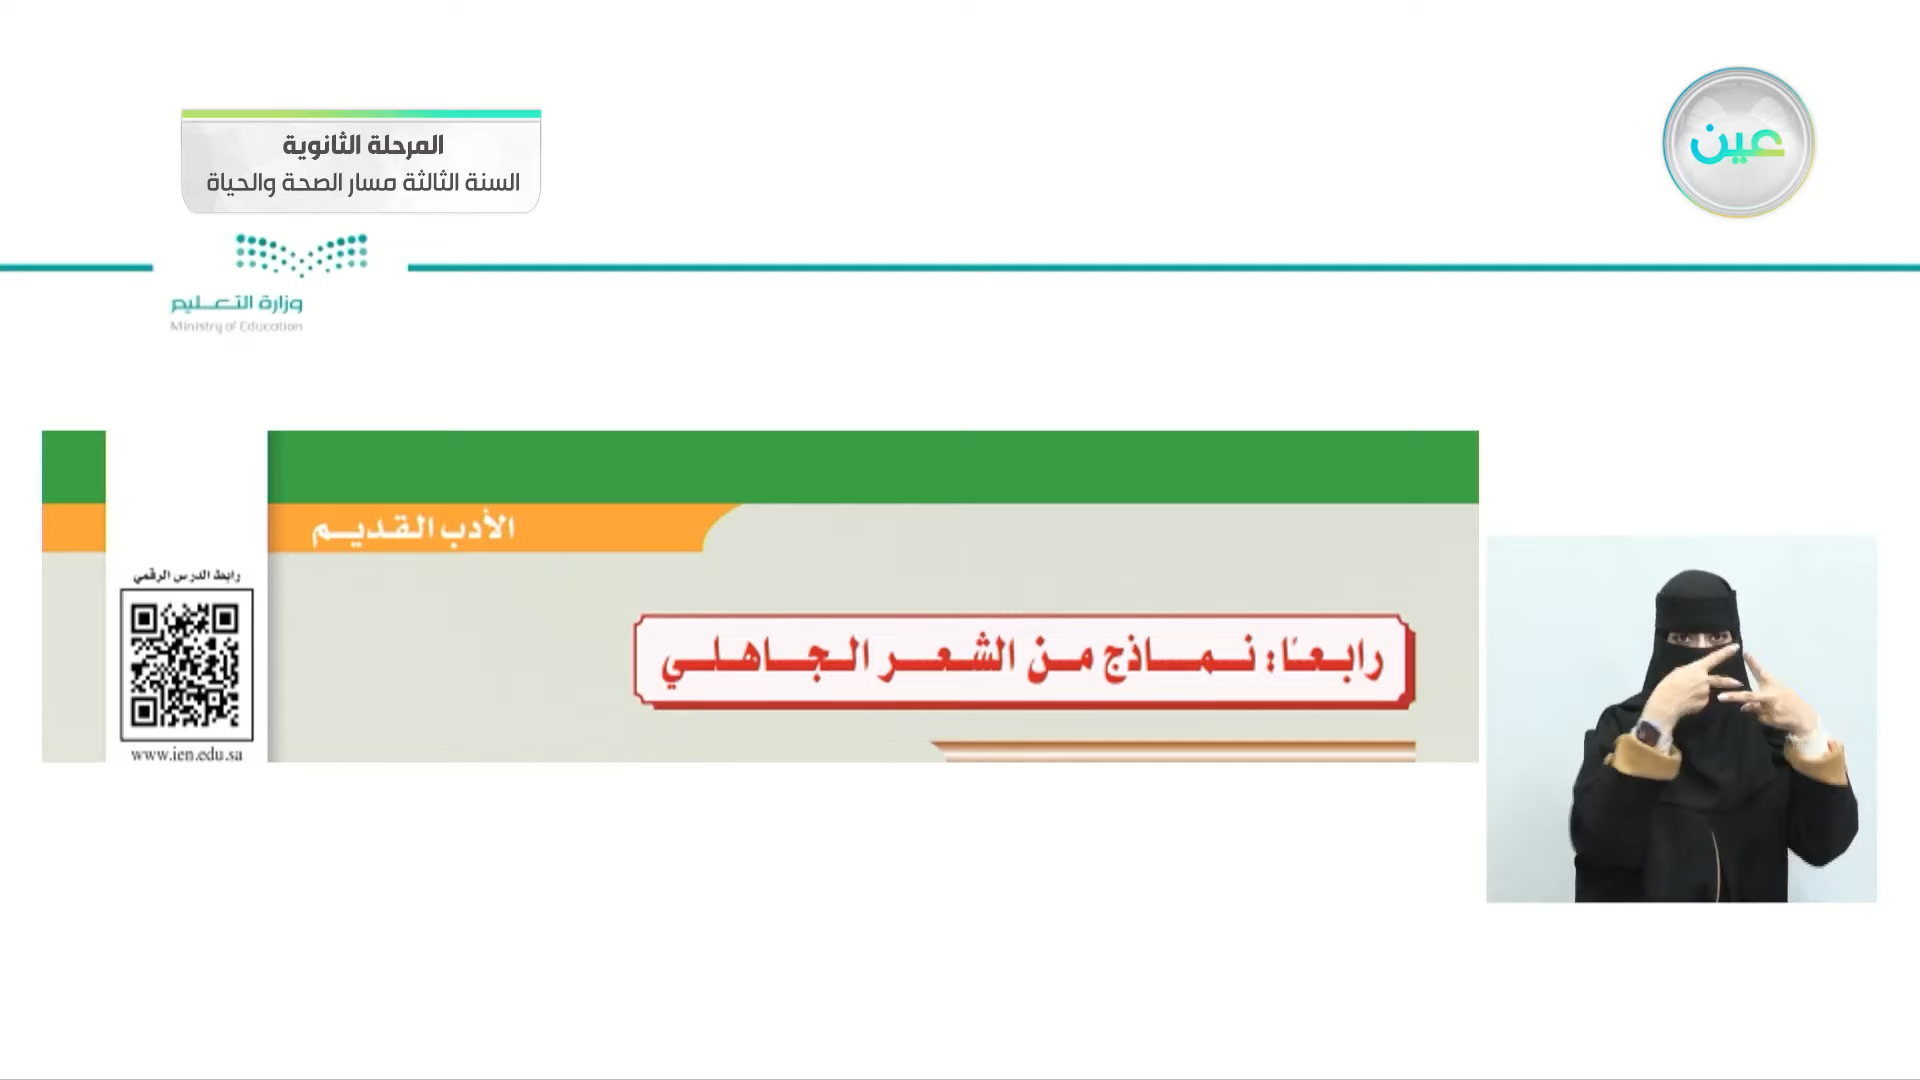 المرحلة الثانوية
السنة الثالثة مسار الصحة والحياة
عين
وزارة التعليم
Ministry of Education
الأدب القديم
رابط الدرس الرقمي
رابعًا: نماذج من الشعر الجاهلي
www.ien.edu.sa